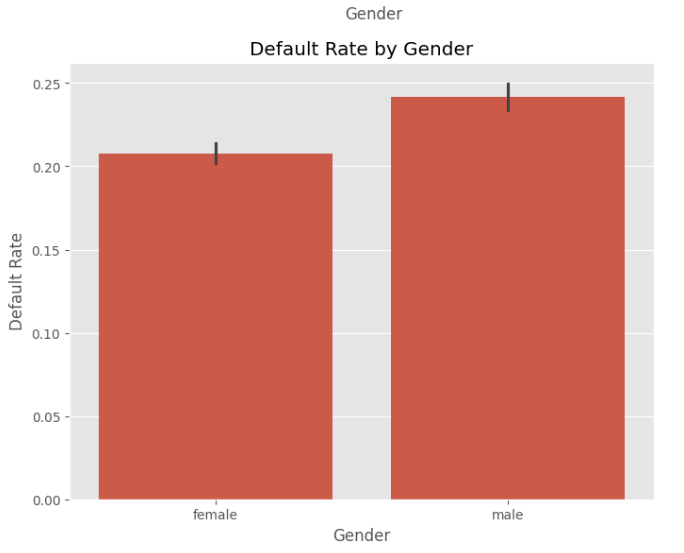 Gender
Default Rate by Gender
0.25
0.20
0.15
0.10
0.05
0.00
Default Rate
female male
Gender